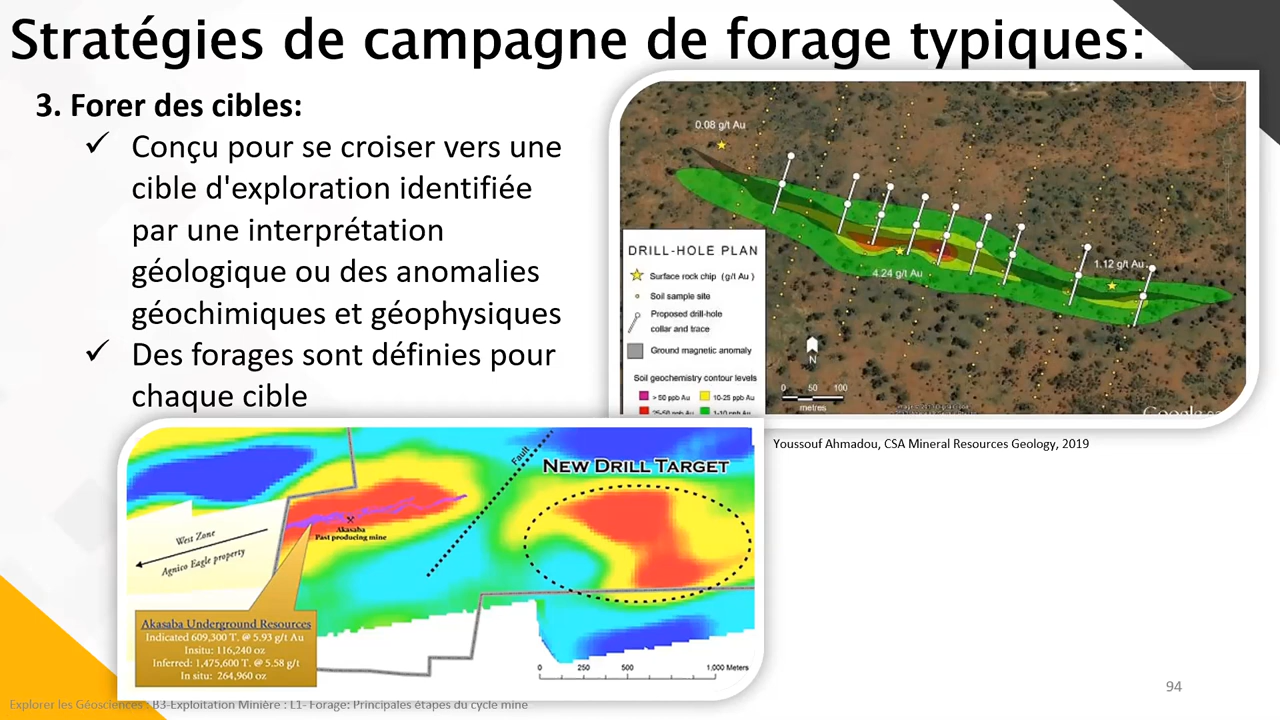 Stratégies de campagne de forage typiques:
3. Forer des cibles:
✓ Conçu pour se croiser vers une
cible d'exploration identifiée
par une interprétation
géologique ou des anomalies
géochimiques et géophysiques
✓ Des forages sont définies pour
chaque cible
0.08 g/t Au
4.24 g/t Au
1.12 g/t Au
DRILL-HOLE PLAN
Surface rock chip (g/t Au)
Soil sample site
Proposed drill-hole
collar and trace
Ground magnetic anomaly
Soil geochemistry contour levels
> 50 ppb Au
10-25 ppb Au
25-50 ppb Au
1-10 ppb Au
N
0 50 100
metres
Google
Youssouf Ahmadou, CSA Mineral Resources Geology, 2019
Fault
NEW DRILL TARGET
Akasaba
Past producing mine
West Zone
Agnico Eagle property
Akasaba Underground Resources
Indicated 609,300 T. @ 5.93 g/t Au
Insitu: 116,240 oz
Inferred: 1,475,600 T. @ 5.58 g/t
In situ: 264,960 oz
0 250 500 1,000 Meters
94
Explorer les Géosciences : B3-Exploitation Minière : L1- Forage: Principales étapes du cycle mine